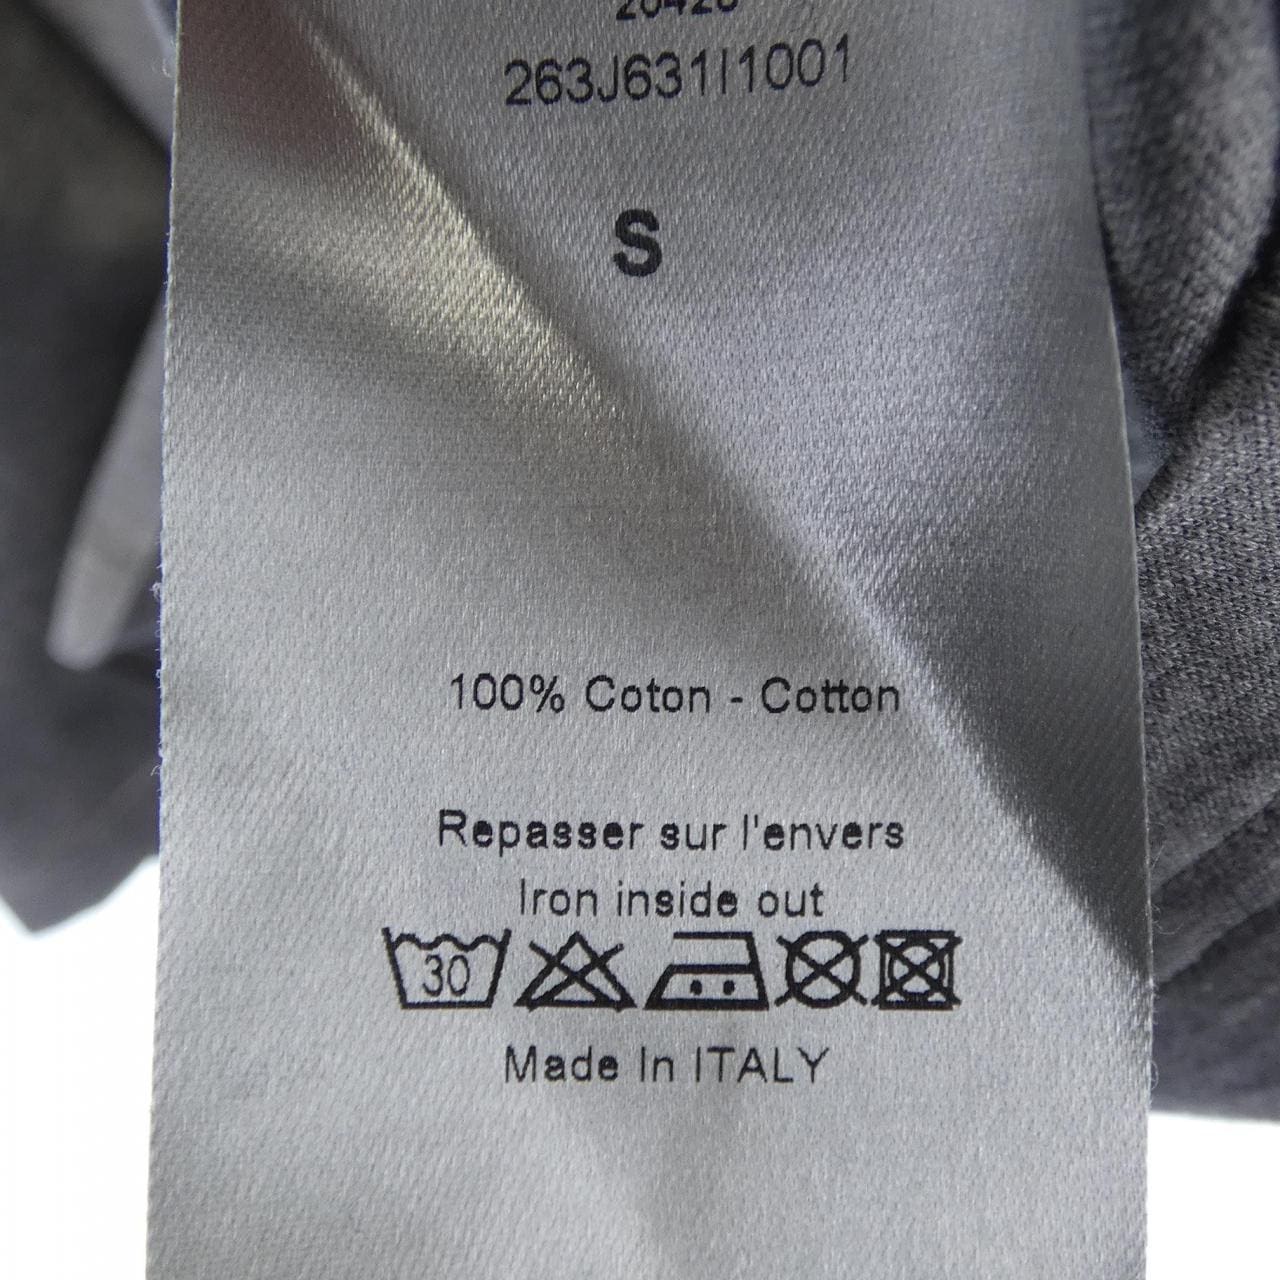 263J631I1001
S
100% Coton - Cotton
Repasser sur l'envers
Iron inside out
30
Made In ITALY